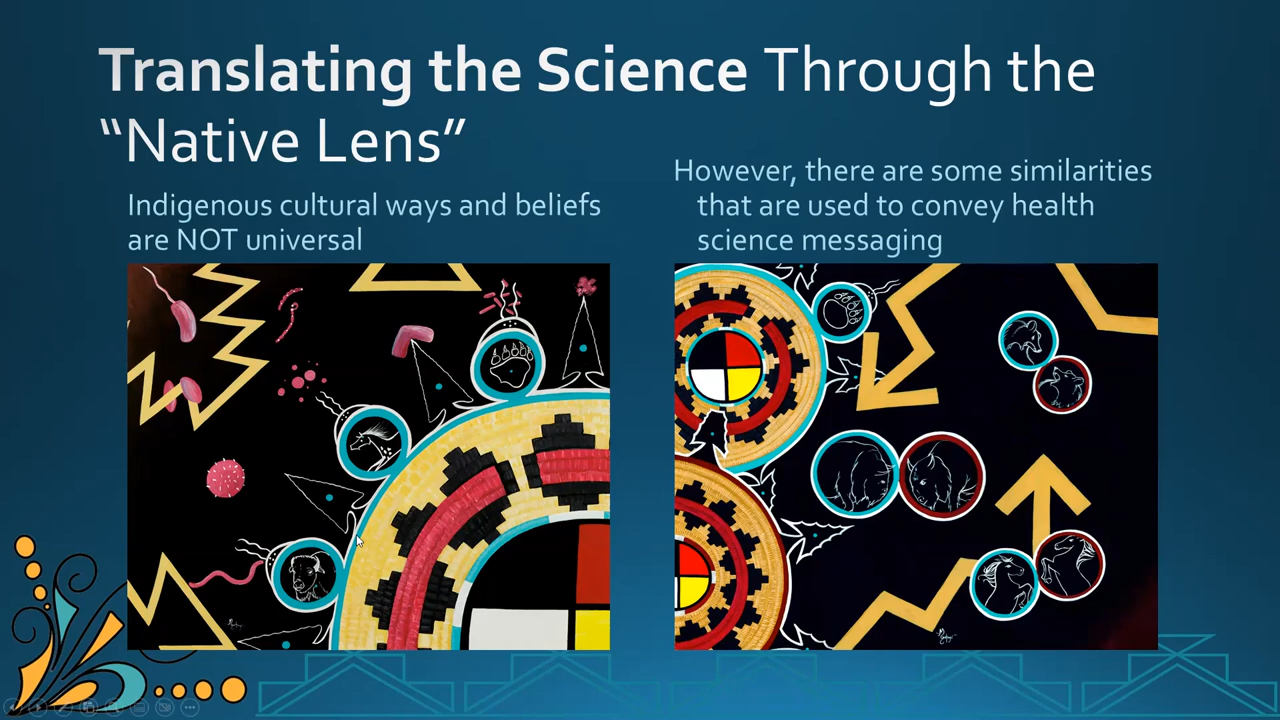 Translating the Science Through the
“Native Lens”
Indigenous cultural ways and beliefs
are NOT universal
However, there are some similarities
that are used to convey health
science messaging